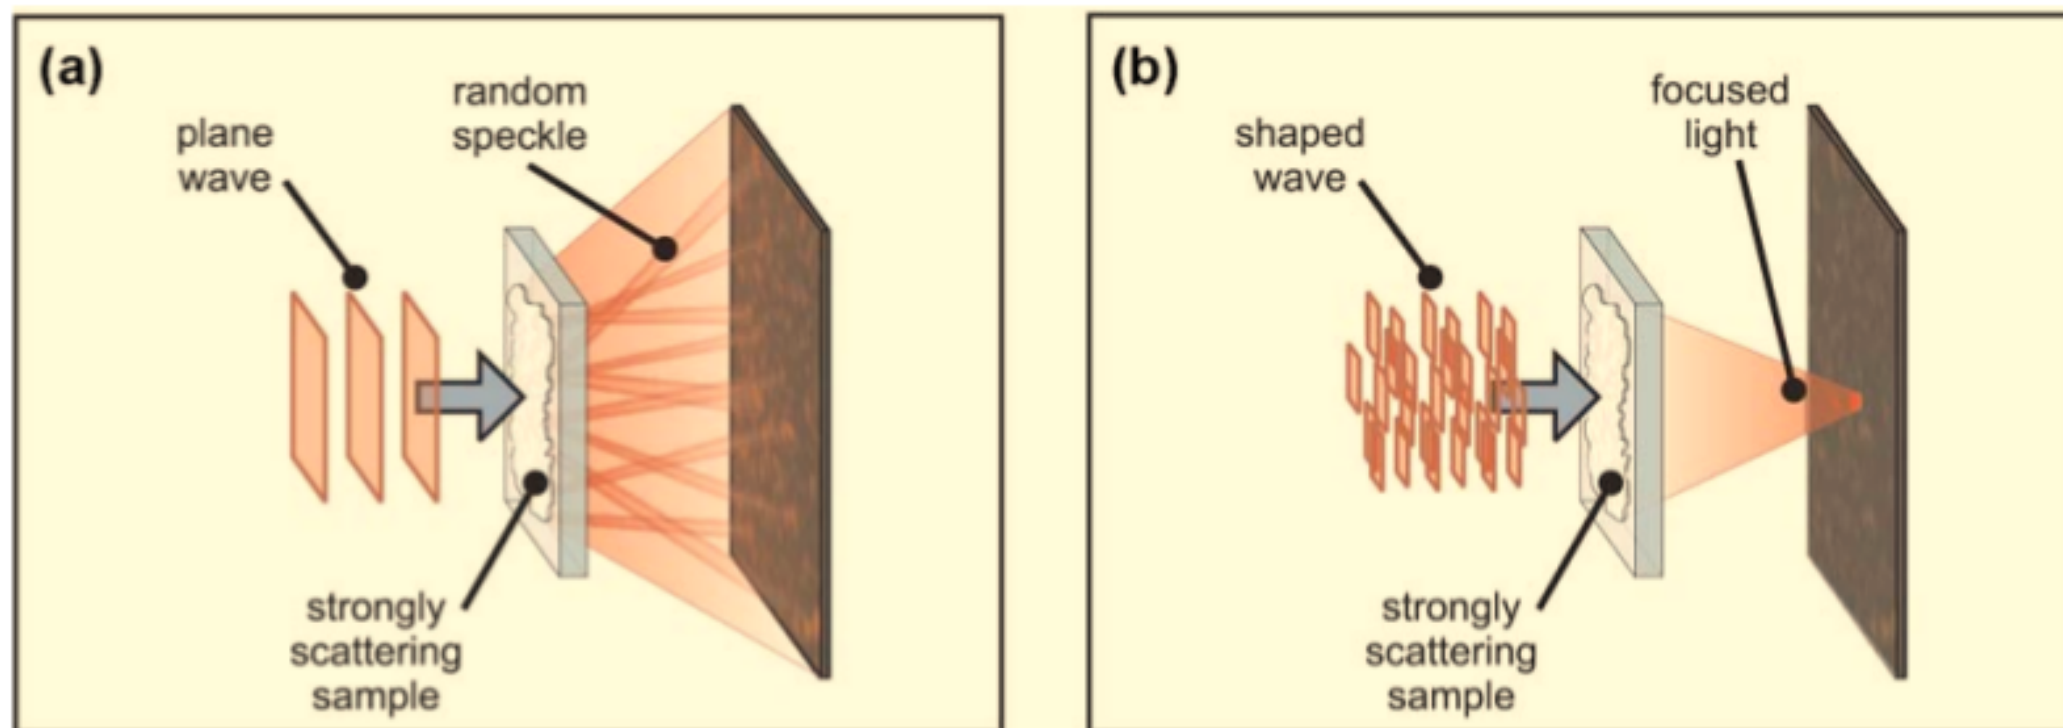 (a)
plane
wave
random
speckle
strongly
scattering
sample
(b)
shaped
wave
focused
light
strongly
scattering
sample